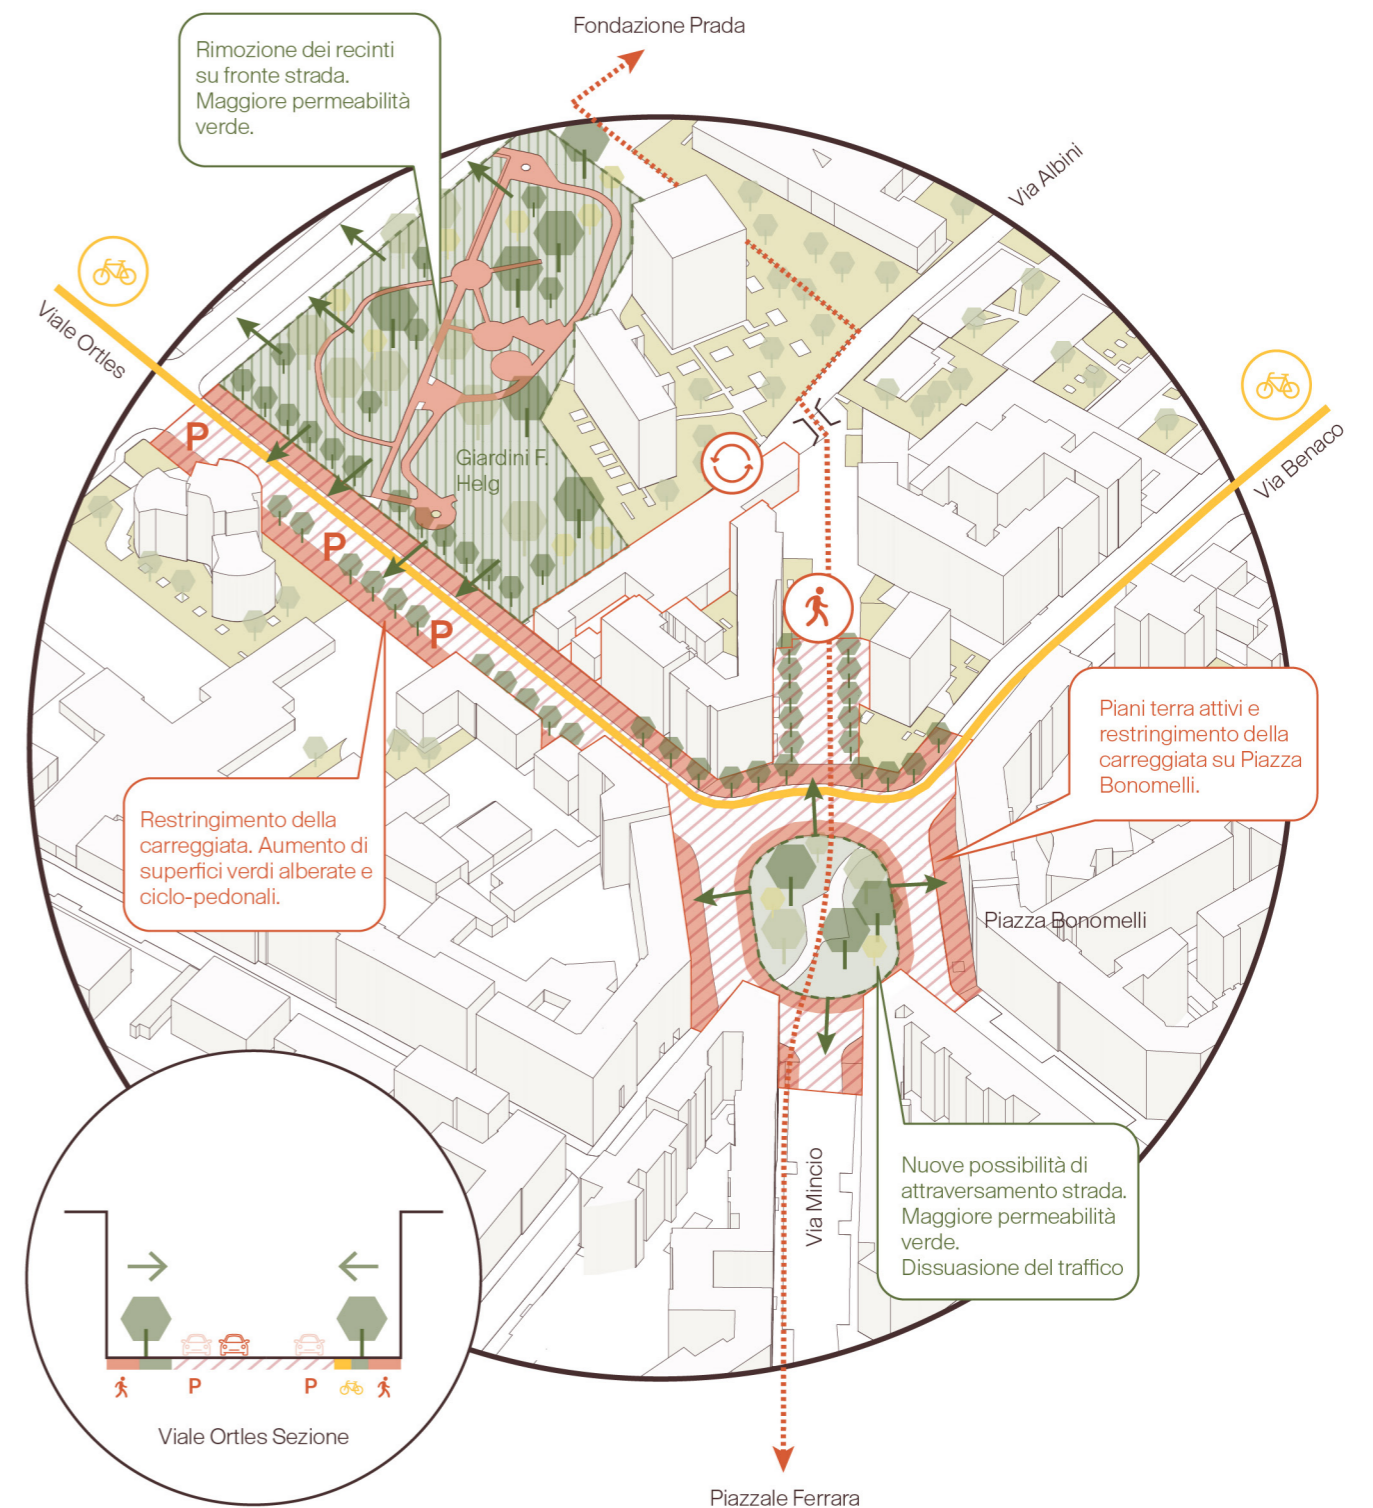 Fondazione Prada
Rimozione dei recinti
su fronte strada.
Maggiore permeabilità
verde.
Via Albini
Viale Ortles
Via Benaco
P
Giardini F.
Helg
P
P
Piani terra attivi e
restringimento della
carreggiata su Piazza
Bonomelli.
Restringimento della
carreggiata. Aumento di
superfici verdi alberate e
ciclo-pedonali.
Piazza Bonomelli
Via Mincio
Nuove possibilità di
attraversamento strada.
Maggiore permeabilità
verde.
Dissuasione del traffico
P P
Viale Ortles Sezione
Piazzale Ferrara